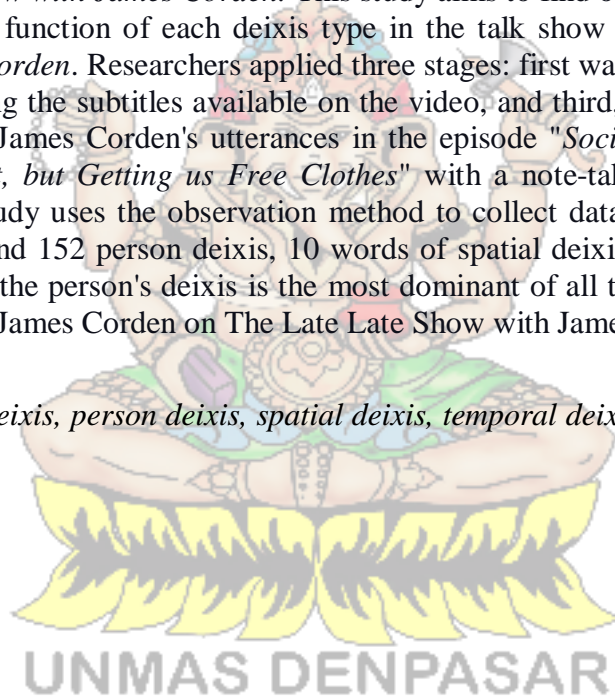 ow with James Corden. This study aims to find o
function of each deixis type in the talk show
orden. Researchers applied three stages: first wa
ng the subtitles available on the video, and third,
James Corden's utterances in the episode "Soci
t, but Getting us Free Clothes" with a note-tal
udy uses the observation method to collect data
nd 152 person deixis, 10 words of spatial deixi
the person's deixis is the most dominant of all t
James Corden on The Late Late Show with Jame
eixis, person deixis, spatial deixis, temporal deix
UNMAS DENPASAR